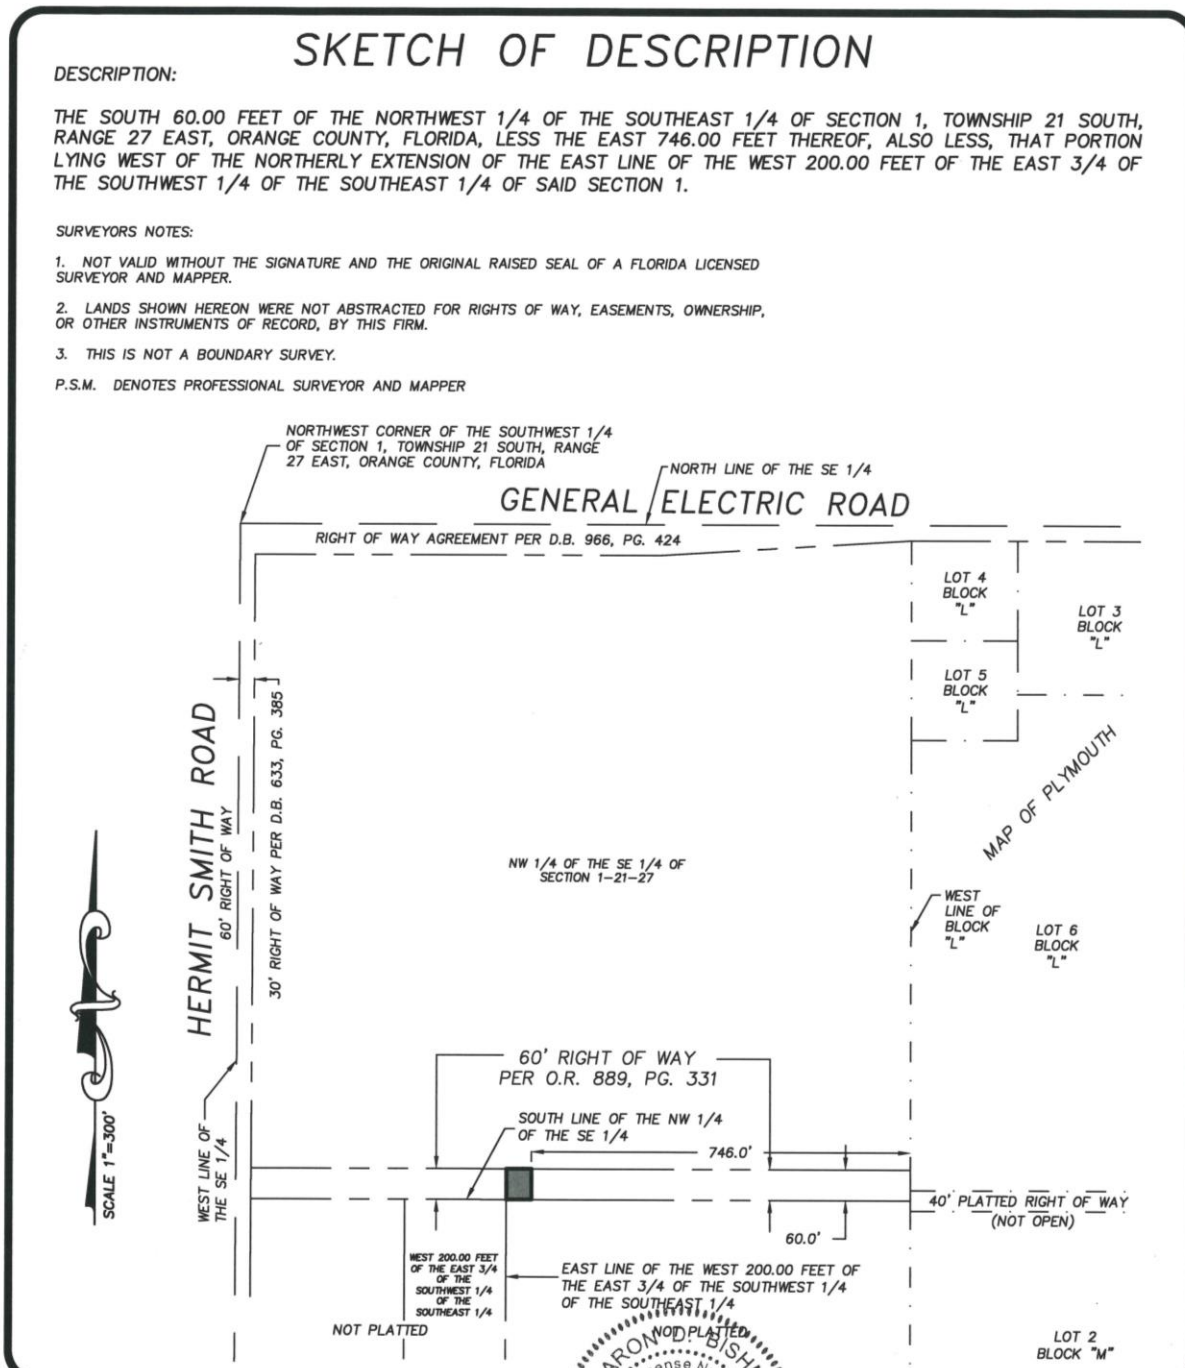 SKETCH OF DESCRIPTION
DESCRIPTION:
THE SOUTH 60.00 FEET OF THE NORTHWEST 1/4 OF THE SOUTHEAST 1/4 OF SECTION 1, TOWNSHIP 21 SOUTH,
RANGE 27 EAST, ORANGE COUNTY, FLORIDA, LESS THE EAST 746.00 FEET THEREOF, ALSO LESS, THAT PORTION
LYING WEST OF THE NORTHERLY EXTENSION OF THE EAST LINE OF THE WEST 200.00 FEET OF THE EAST 3/4 OF
THE SOUTHWEST 1/4 OF THE SOUTHEAST 1/4 OF SAID SECTION 1.
SURVEYORS NOTES:
1. NOT VALID WITHOUT THE SIGNATURE AND THE ORIGINAL RAISED SEAL OF A FLORIDA LICENSED
SURVEYOR AND MAPPER.
2. LANDS SHOWN HEREON WERE NOT ABSTRACTED FOR RIGHTS OF WAY, EASEMENTS, OWNERSHIP,
OR OTHER INSTRUMENTS OF RECORD, BY THIS FIRM.
3. THIS IS NOT A BOUNDARY SURVEY.
P.S.M. DENOTES PROFESSIONAL SURVEYOR AND MAPPER
NORTHWEST CORNER OF THE SOUTHWEST 1/4
OF SECTION 1, TOWNSHIP 21 SOUTH, RANGE
27 EAST, ORANGE COUNTY, FLORIDA
NORTH LINE OF THE SE 1/4
GENERAL ELECTRIC ROAD
RIGHT OF WAY AGREEMENT PER D.B. 966, PG. 424
LOT 4
BLOCK
"L"
LOT 3
BLOCK
"L"
LOT 5
BLOCK
"L"
HERMIT SMITH ROAD
60' RIGHT OF WAY
30' RIGHT OF WAY PER D.B. 633, PG. 385
MAP OF PLYMOUTH
NW 1/4 OF THE SE 1/4 OF
SECTION 1-21-27
WEST
LINE OF
BLOCK
"L"
LOT 6
BLOCK
"L"
SCALE 1"=300'
WEST LINE OF
THE SE 1/4
60' RIGHT OF WAY
PER O.R. 889, PG. 331
SOUTH LINE OF THE NW 1/4
OF THE SE 1/4
746.0'
60.0'
40' PLATTED RIGHT OF WAY
(NOT OPEN)
WEST 200.00 FEET
OF THE EAST 3/4
OF THE
SOUTHWEST 1/4
OF THE
SOUTHEAST 1/4
EAST LINE OF THE WEST 200.00 FEET OF
THE EAST 3/4 OF THE SOUTHWEST 1/4
OF THE SOUTHEAST 1/4
NOT PLATTED
NOT PLATTED
LOT 2
BLOCK "M"